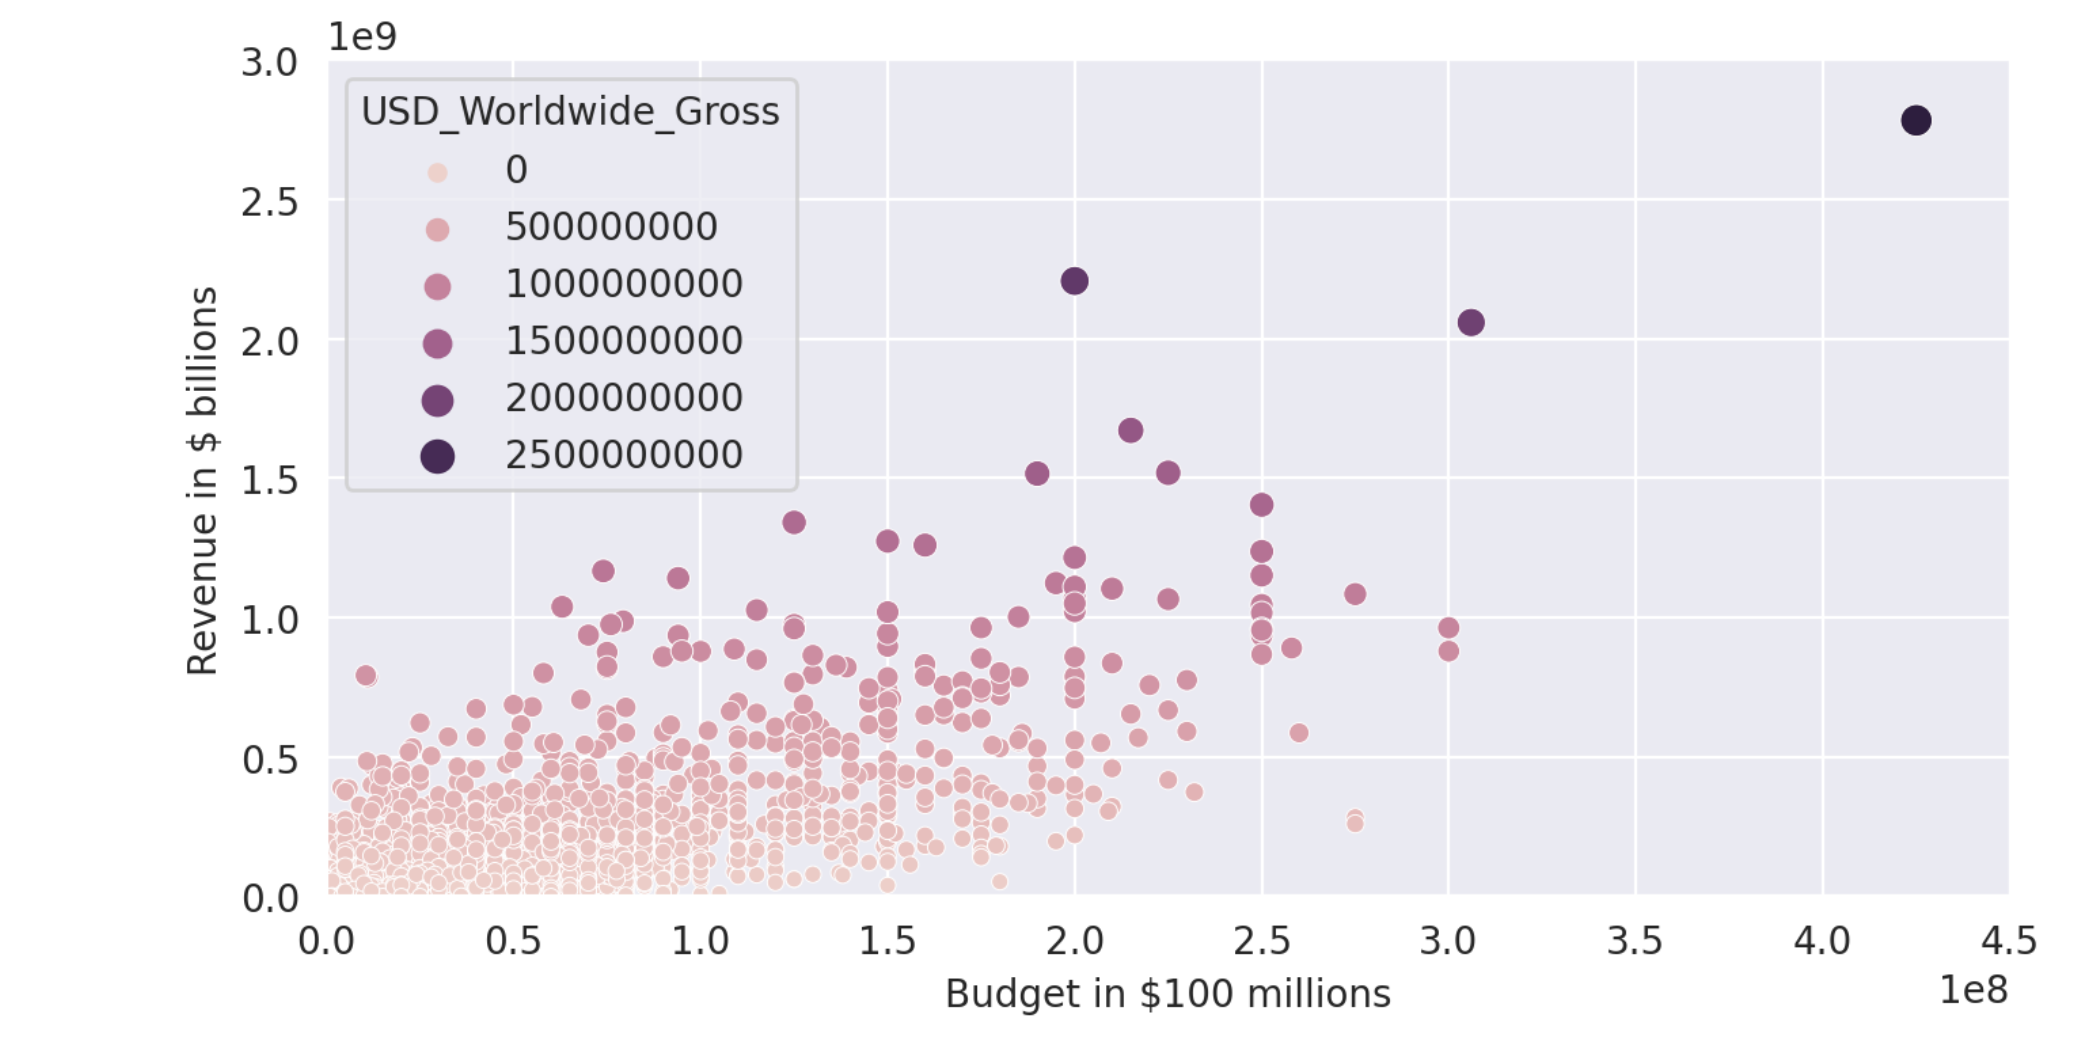 1e9
3.0
2.5
2.0
1.5
1.0
0.5
0.0
Revenue in $ billions
USD_Worldwide_Gross
0
500000000
1000000000
1500000000
2000000000
2500000000
0.0 0.5 1.0 1.5 2.0 2.5 3.0 3.5 4.0 4.5
Budget in $100 millions
1e8